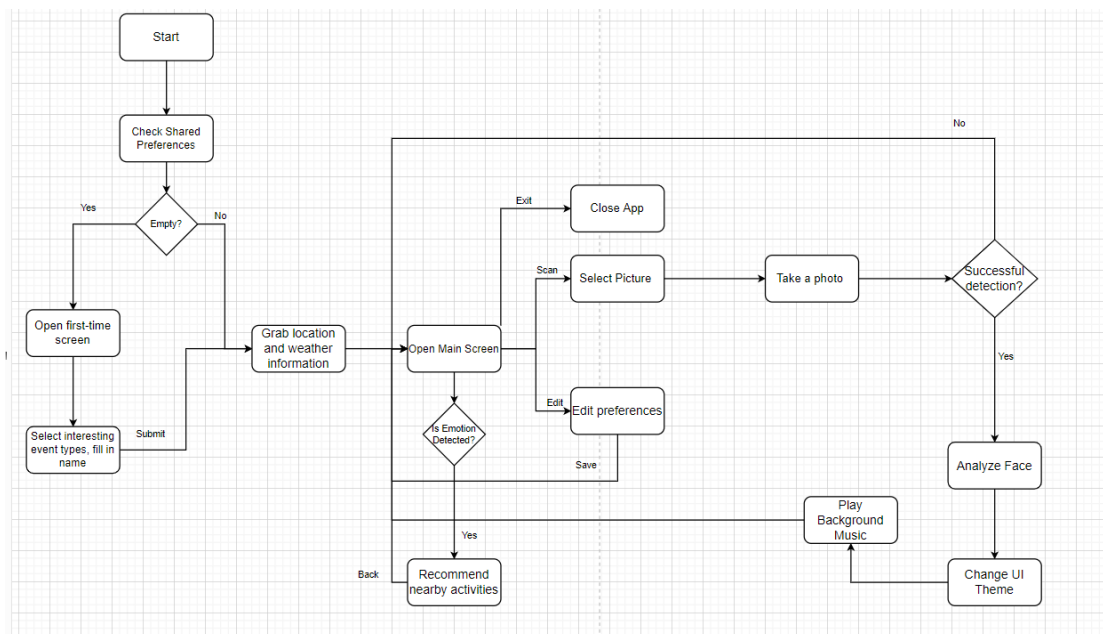 Start
Check Shared
Preferences
Empty?
Yes
No
Open first-time
screen
Select interesting
event types, fill in
name
Submit
Grab location
and weather
information
Open Main Screen
Exit
Close App
Scan
Select Picture
Take a photo
Successful
detection?
No
Yes
Edit
Edit preferences
Save
Is Emotion
Detected?
Yes
Recommend
nearby activities
Back
Analyze Face
Change UI
Theme
Play
Background
Music